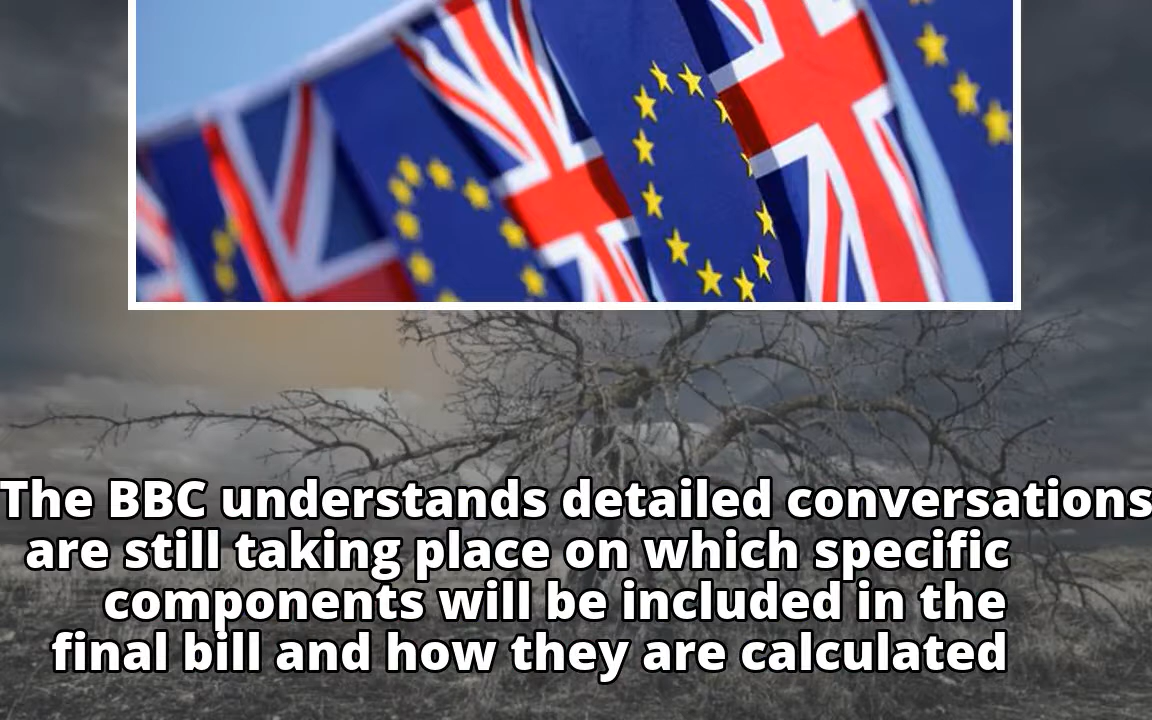 The BBC understands detailed conversations
are still taking place on which specific
components will be included in the
final bill and how they are calculated